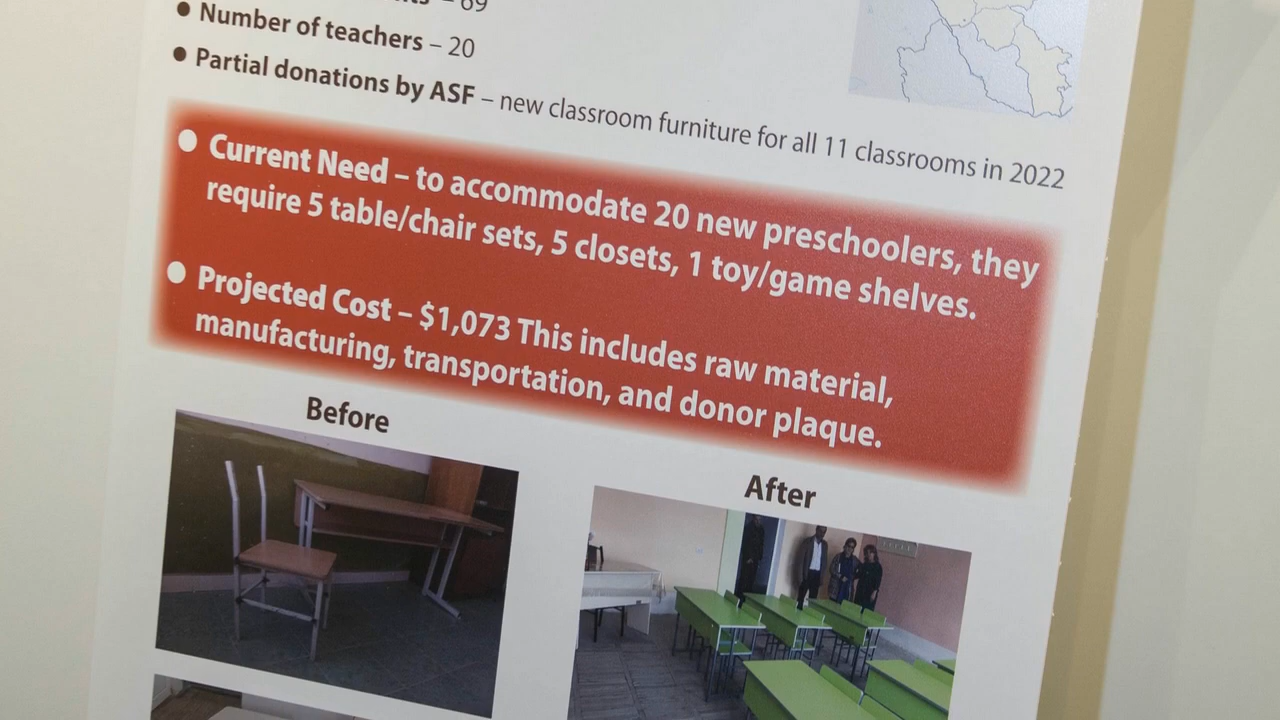 – 69
● Number of teachers – 20
● Partial donations by ASF – new classroom furniture for all 11 classrooms in 2022
● Current Need – to accommodate 20 new preschoolers, they
require 5 table/chair sets, 5 closets, 1 toy/game shelves.
● Projected Cost – $1,073 This includes raw material,
manufacturing, transportation, and donor plaque.
Before
After